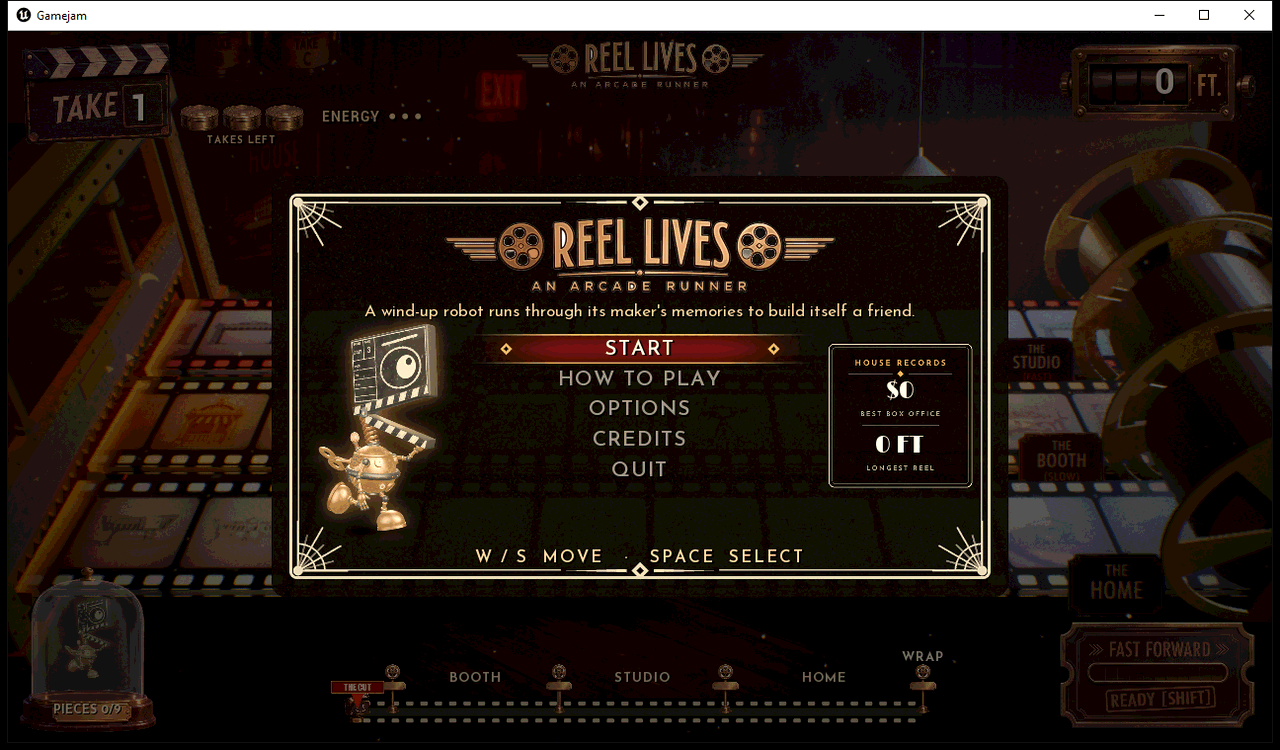 Gamejam
TAKE 1
TAKES LEFT
ENERGY
REEL LIVES
AN ARCADE RUNNER
EXIT
0 FT.
REEL LIVES
AN ARCADE RUNNER
A wind-up robot runs through its maker's memories to build itself a friend.
START
HOW TO PLAY
OPTIONS
CREDITS
QUIT
HOUSE RECORDS
$0
BEST BOX OFFICE
0 FT
LONGEST REEL
W / S MOVE · SPACE SELECT
THE
STUDIO
THE
BOOTH
(SLOW)
THE
HOME
PIECES 0/9
THE CUT
BOOTH
STUDIO
HOME
WRAP
FAST FORWARD
READY [SHIFT]